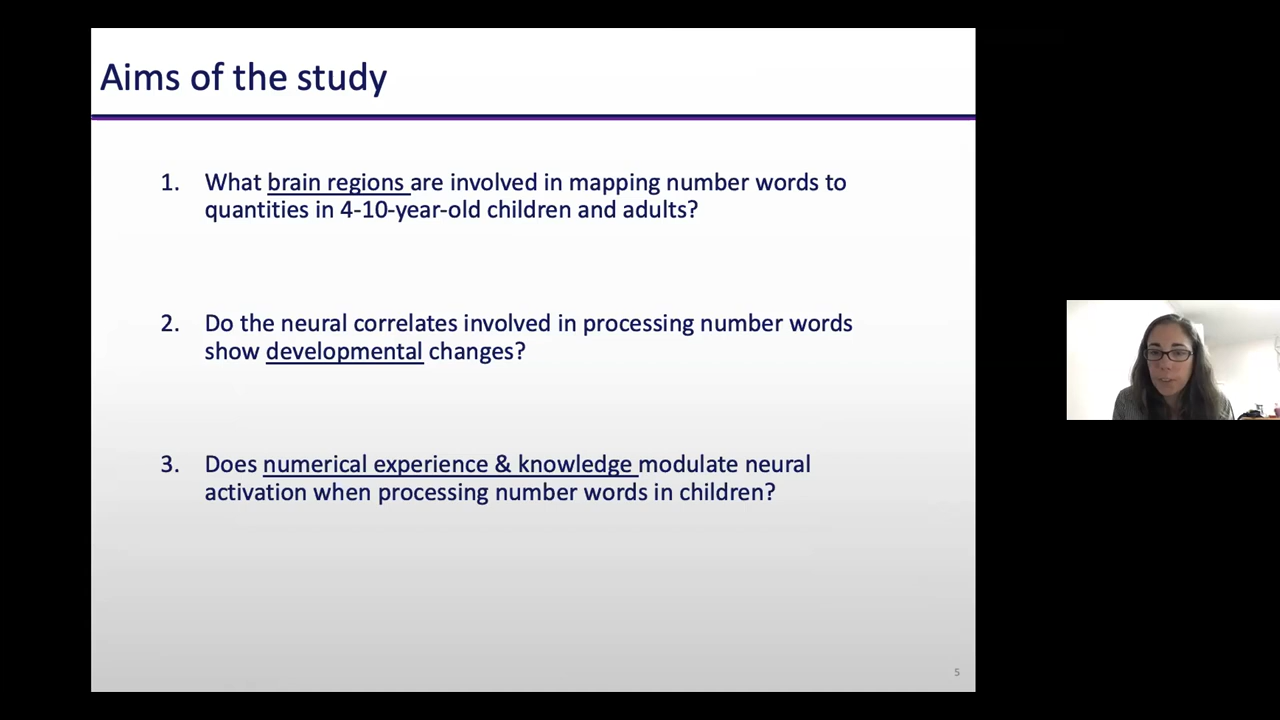 Aims of the study
1. What brain regions are involved in mapping number words to
quantities in 4-10-year-old children and adults?
2. Do the neural correlates involved in processing number words
show developmental changes?
3. Does numerical experience & knowledge modulate neural
activation when processing number words in children?
5